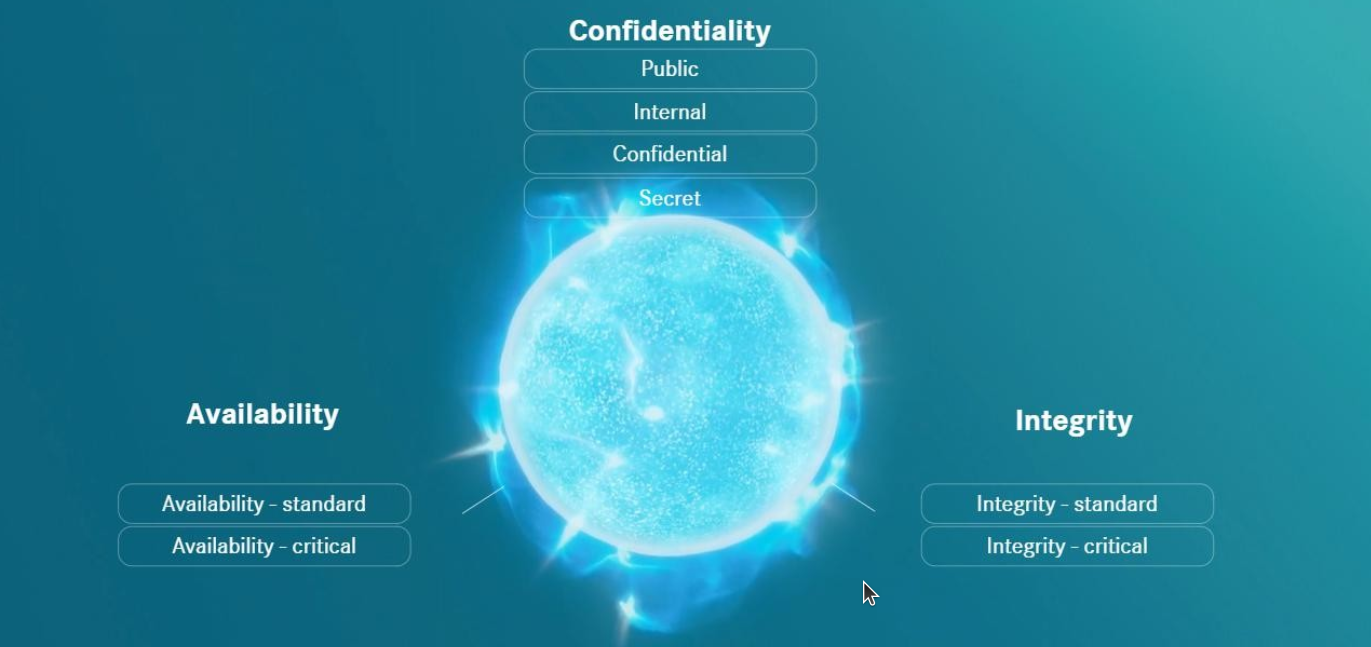 Confidentiality
Public
Internal
Confidential
Secret
Availability
Availability - standard
Availability - critical
Integrity
Integrity - standard
Integrity - critical